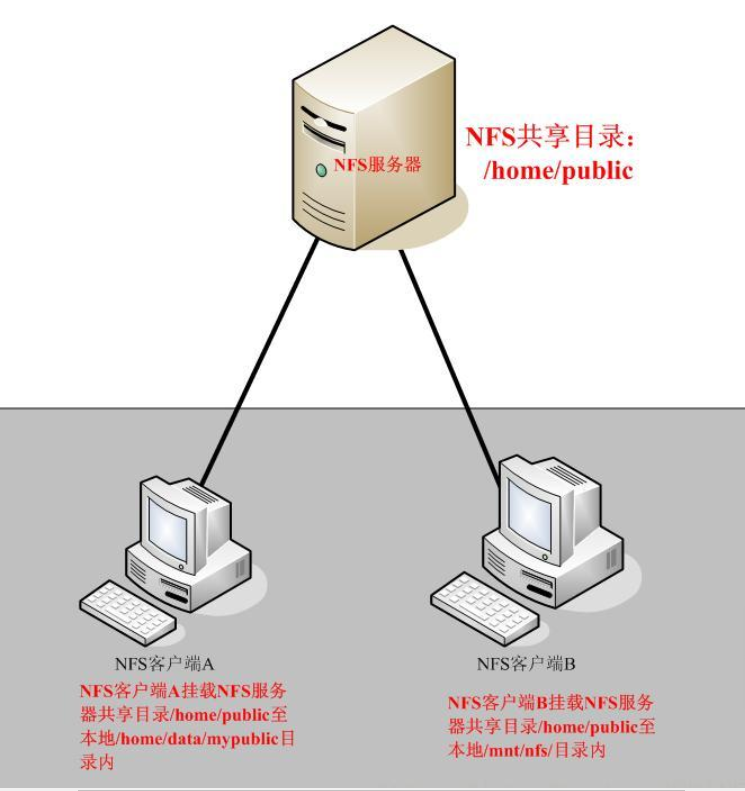 NFS共享目录：
/home/public
NFS服务器
NFS客户端A
NFS客户端A挂载NFS服务
器共享目录/home/public至
本地/home/data/mypublic目
录内
NFS客户端B
NFS客户端B挂载NFS服务
器共享目录/home/public至
本地/mnt/nfs/目录内